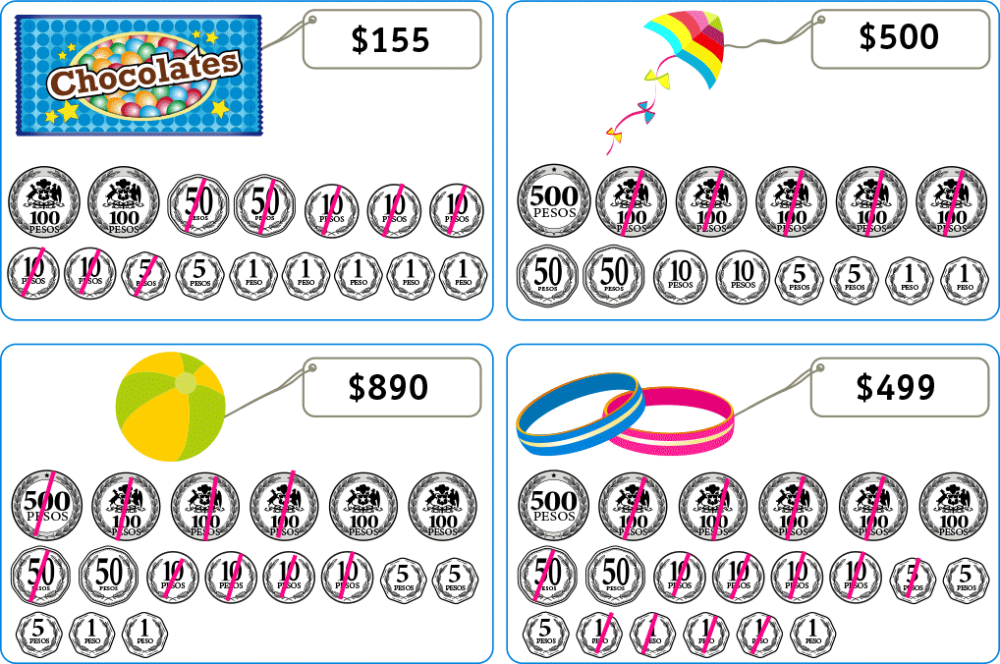 Chocolates
$155
100 PESOS 100 PESOS 50 PESOS 50 PESOS 10 PESOS 10 PESOS 10 PESOS
10 PESOS 10 PESOS 5 PESOS 5 PESOS 1 PESO 1 PESO 1 PESO 1 PESO 1 PESO
$500
500 PESOS 100 PESOS 100 PESOS 100 PESOS 100 PESOS 100 PESOS
50 PESOS 50 PESOS 10 PESOS 10 PESOS 5 PESOS 5 PESOS 1 PESO 1 PESO
$890
500 PESOS 100 PESOS 100 PESOS 100 PESOS 100 PESOS 100 PESOS
50 PESOS 50 PESOS 10 PESOS 10 PESOS 10 PESOS 10 PESOS 5 PESOS 5 PESOS
5 PESOS 1 PESO 1 PESO
$499
500 PESOS 100 PESOS 100 PESOS 100 PESOS 100 PESOS 100 PESOS
50 PESOS 50 PESOS 10 PESOS 10 PESOS 10 PESOS 10 PESOS 5 PESOS 5 PESOS
5 PESOS 1 PESO 1 PESO 1 PESO 1 PESO 1 PESO